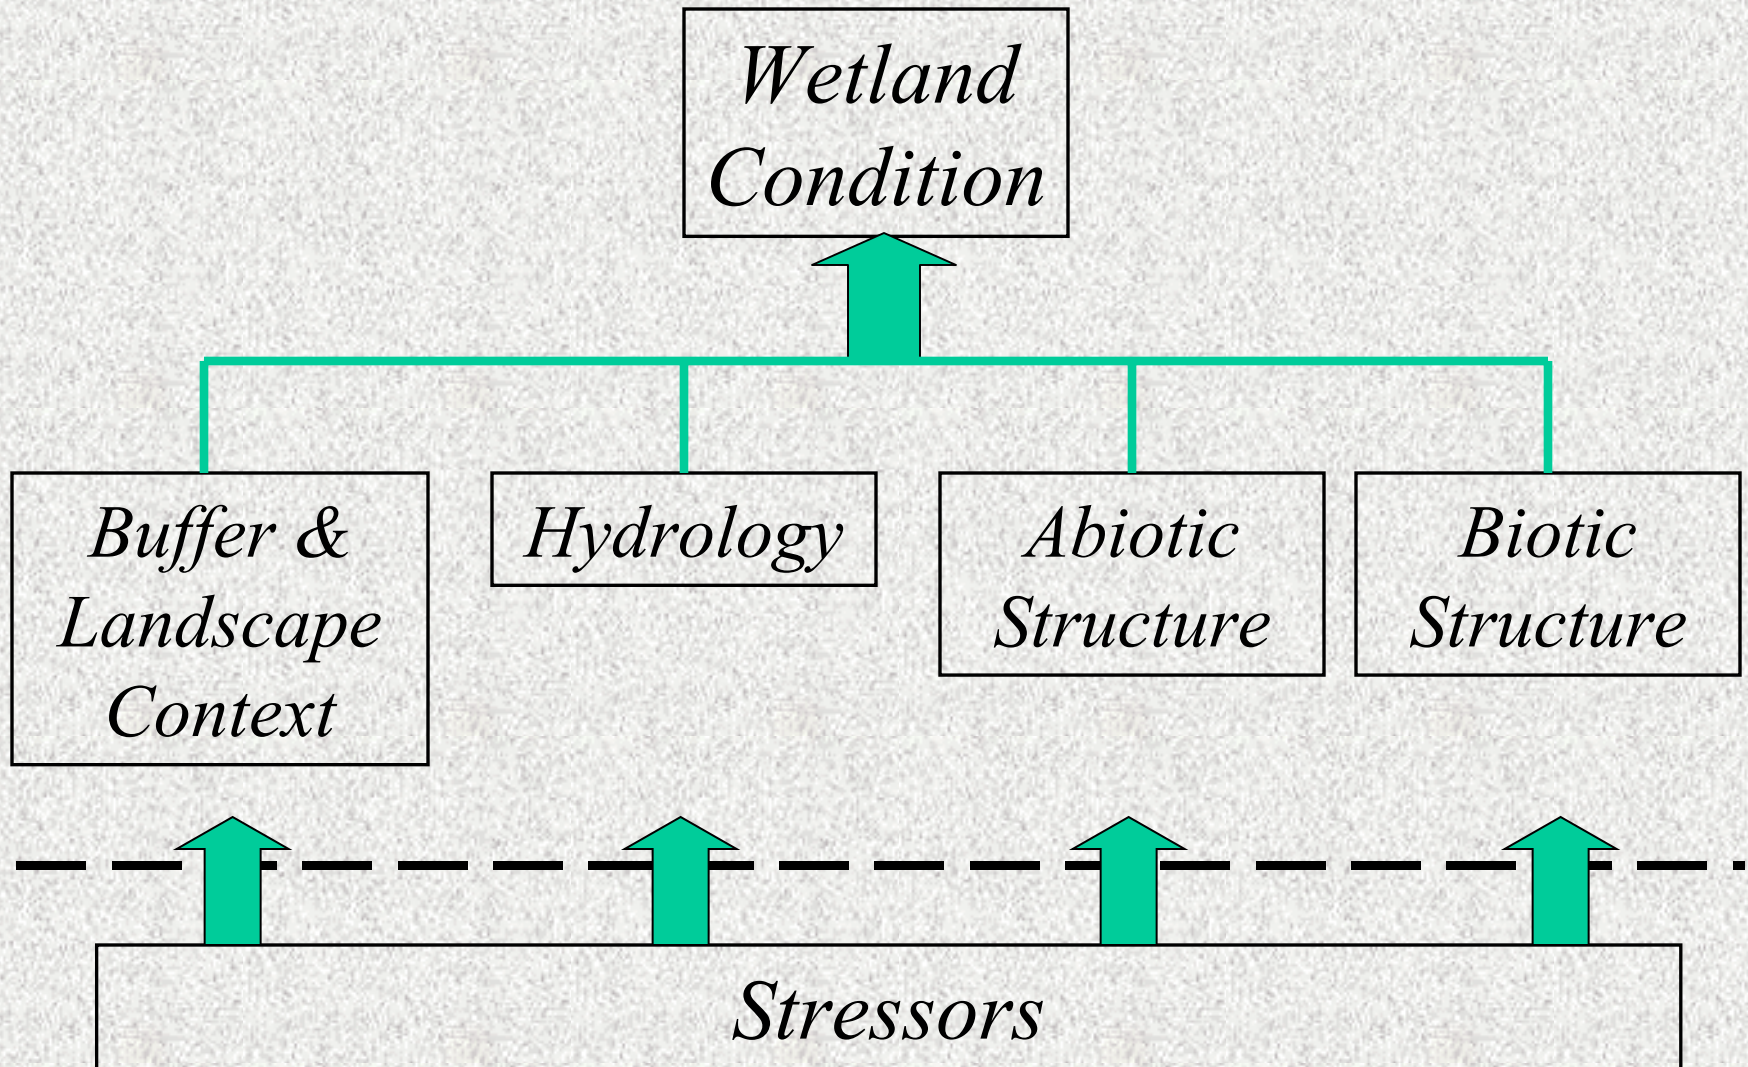 Wetland
Condition
Buffer &
Landscape
Context
Hydrology
Abiotic
Structure
Biotic
Structure
Stressors